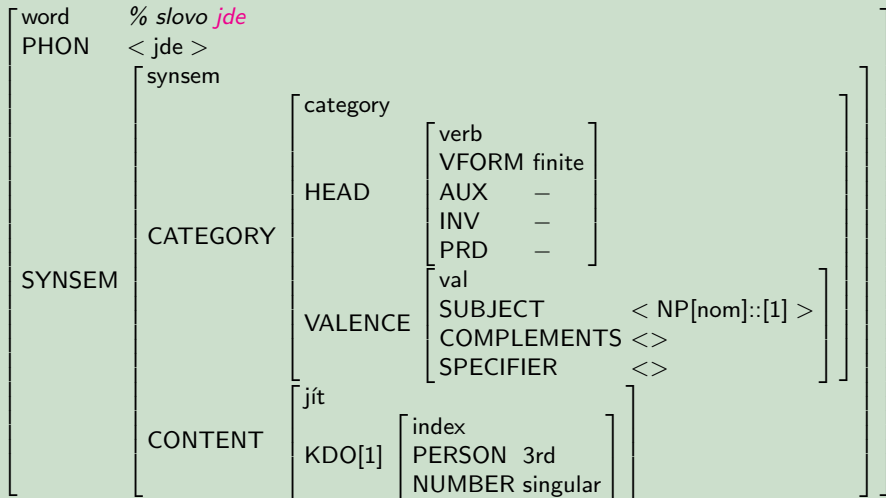 word % slovo jde
PHON < jde >
synsem
category
verb
VFORM finite
HEAD AUX −
INV −
CATEGORY PRD −
SYNSEM val
SUBJECT < NP[nom]::[1] >
VALENCE COMPLEMENTS <>
SPECIFIER <>
jít
index
CONTENT KDO[1] PERSON 3rd
NUMBER singular